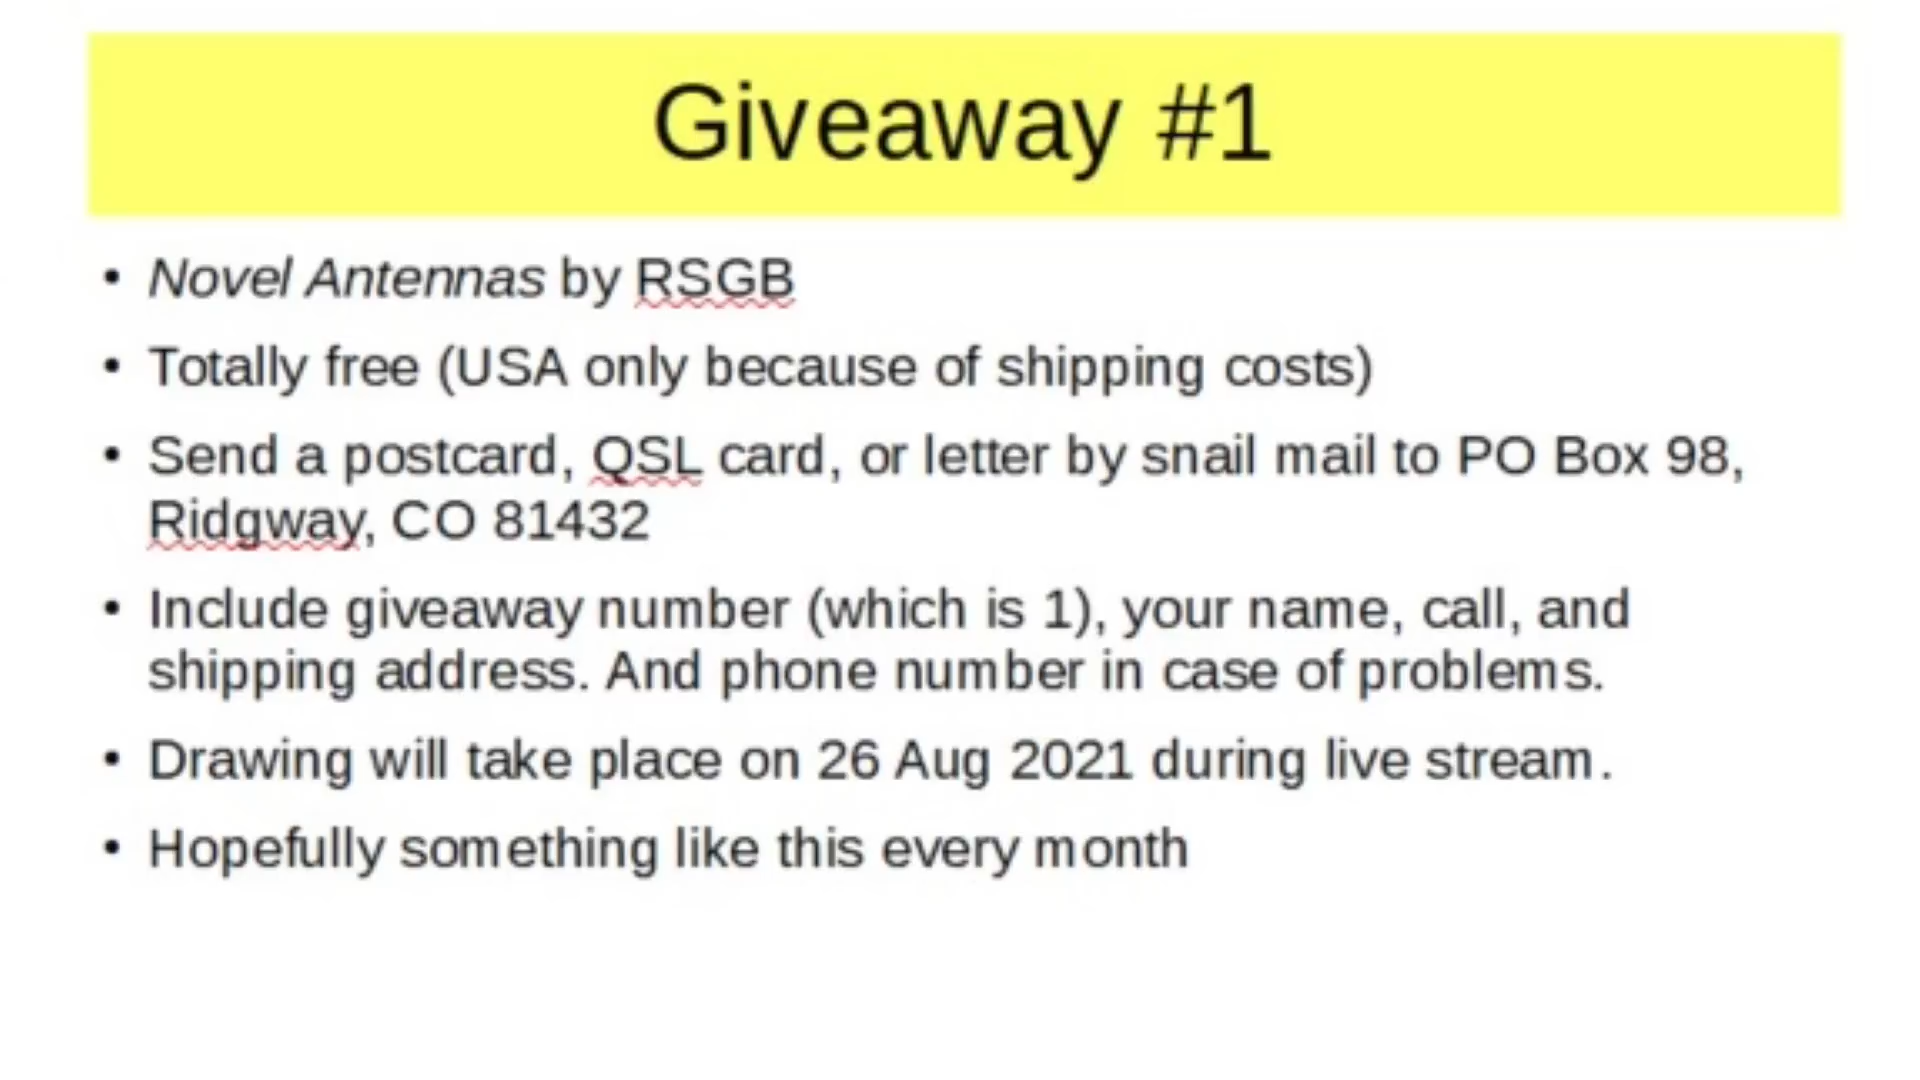 Giveaway #1
• Novel Antennas by RSGB
• Totally free (USA only because of shipping costs)
• Send a postcard, QSL card, or letter by snail mail to PO Box 98,
Ridgway, CO 81432
• Include giveaway number (which is 1), your name, call, and
shipping address. And phone number in case of problems.
• Drawing will take place on 26 Aug 2021 during live stream.
• Hopefully something like this every month